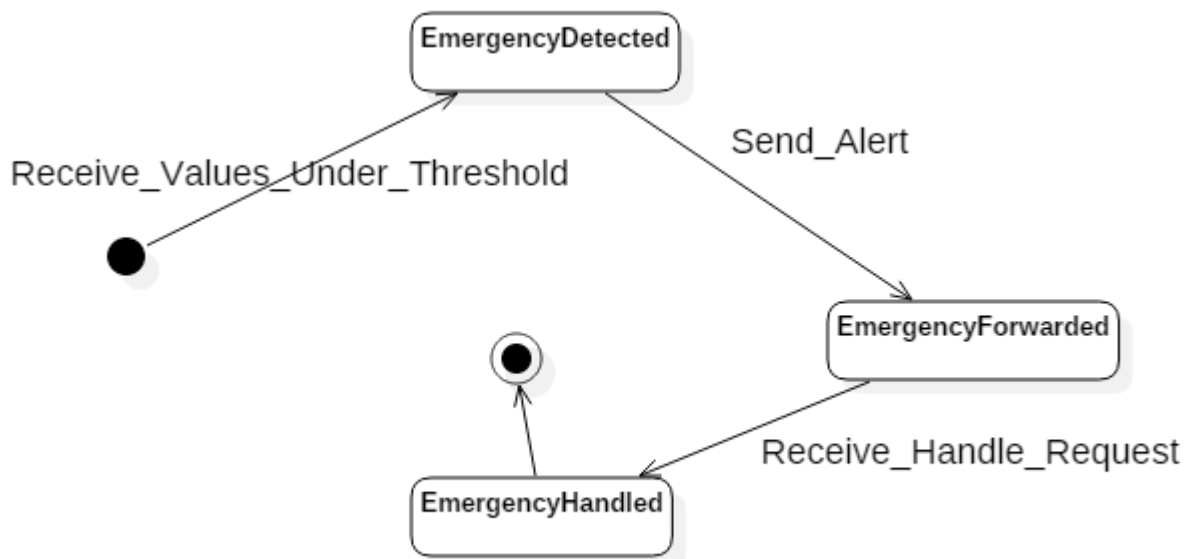 EmergencyDetected
Send_Alert
Receive_Values_Under_Threshold
EmergencyForwarded
Receive_Handle_Request
EmergencyHandled